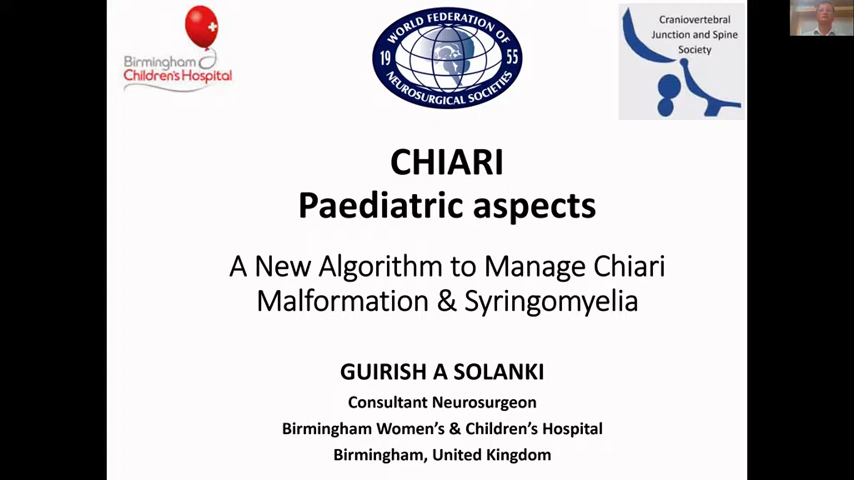 Birmingham
Children's Hospital
WORLD FEDERATION OF
19 55
NEUROSURGICAL SOCIETIES
Craniovertebral
Junction and Spine
Society
CHIARI
Paediatric aspects
A New Algorithm to Manage Chiari
Malformation & Syringomyelia
GUIRISH A SOLANKI
Consultant Neurosurgeon
Birmingham Women's & Children's Hospital
Birmingham, United Kingdom